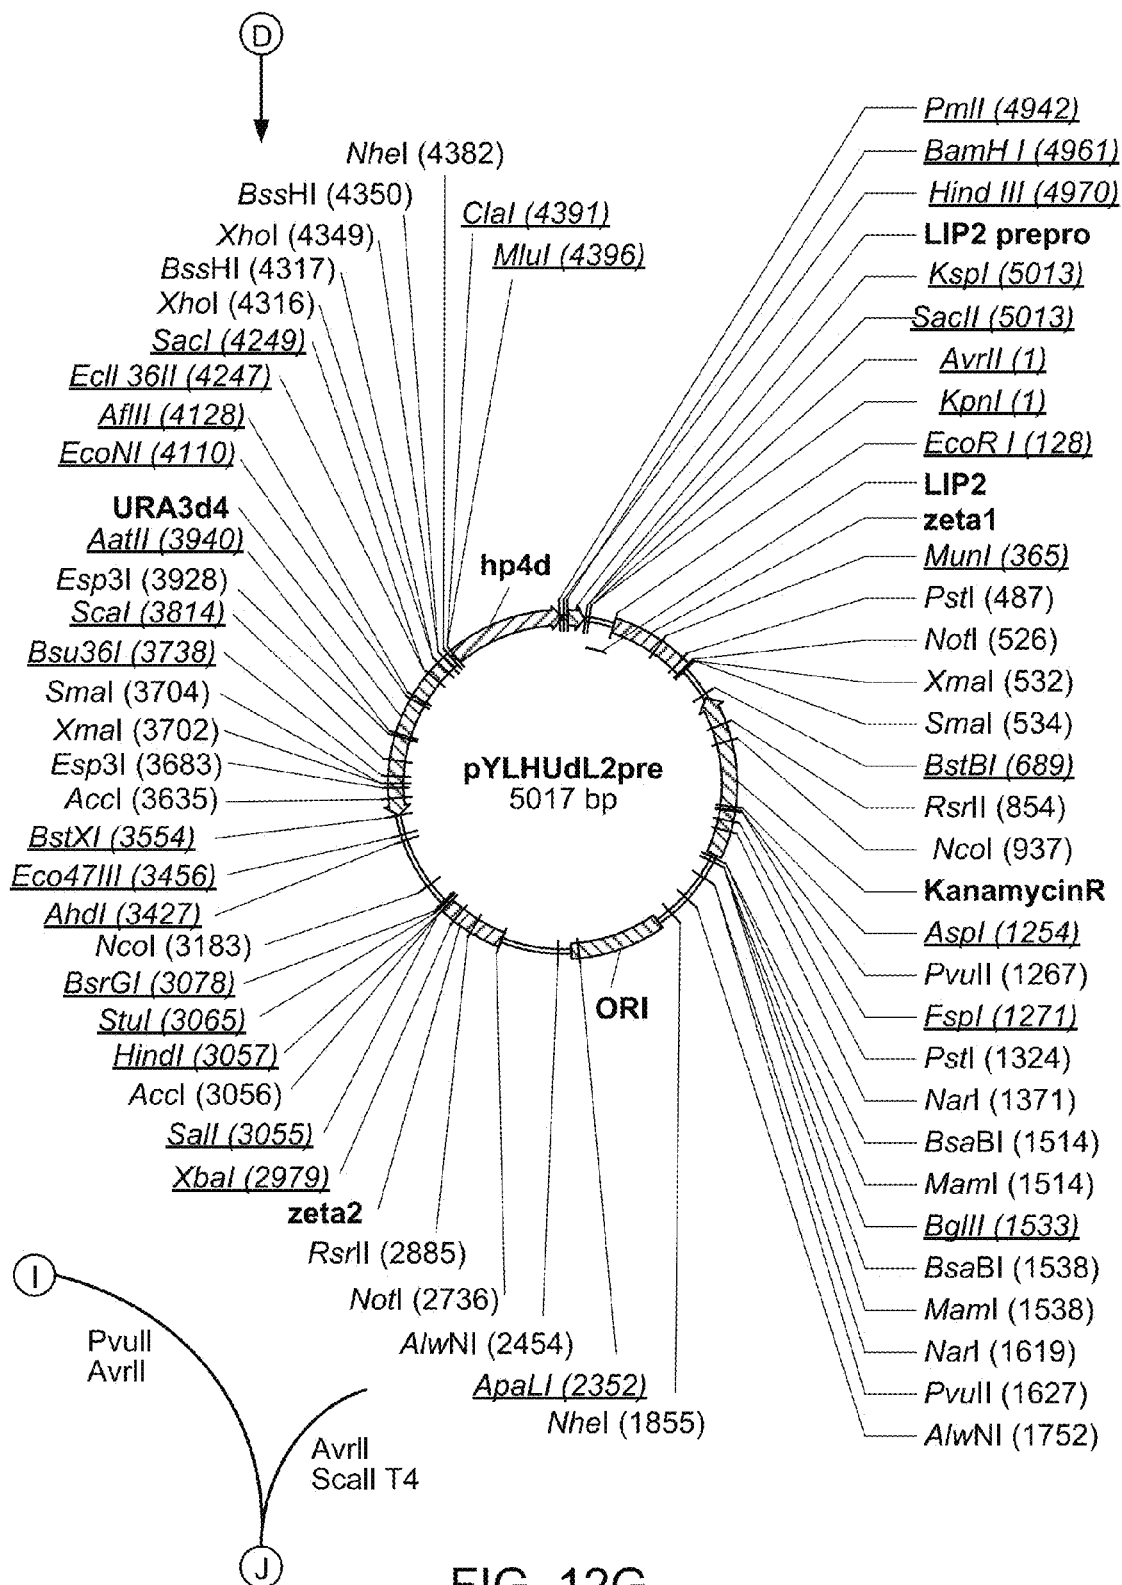 D
NheI (4382)
BssHI (4350)
XhoI (4349)
BssHI (4317)
XhoI (4316)
SacI (4249)
EclI 36II (4247)
AflII (4128)
EcoNI (4110)
URA3d4
AatII (3940)
Esp3I (3928)
ScaI (3814)
Bsu36I (3738)
SmaI (3704)
XmaI (3702)
Esp3I (3683)
AccI (3635)
BstXI (3554)
Eco47III (3456)
AhdI (3427)
NcoI (3183)
BsrGI (3078)
StuI (3065)
HindI (3057)
AccI (3056)
SalI (3055)
XbaI (2979)
zeta2
RsrII (2885)
NotI (2736)
AlwNI (2454)
ApaLI (2352)
NheI (1855)
ClaI (4391)
MluI (4396)
hp4d
pYLHUdL2pre
5017 bp
ORI
PmlI (4942)
BamH I (4961)
Hind III (4970)
LIP2 prepro
KspI (5013)
SacII (5013)
AvrII (1)
KpnI (1)
EcoR I (128)
LIP2
zeta1
MunI (365)
PstI (487)
NotI (526)
XmaI (532)
SmaI (534)
BstBI (689)
RsrII (854)
NcoI (937)
KanamycinR
AspI (1254)
PvuII (1267)
FspI (1271)
PstI (1324)
NarI (1371)
BsaBI (1514)
MamI (1514)
BglII (1533)
BsaBI (1538)
MamI (1538)
NarI (1619)
PvuII (1627)
AlwNI (1752)
I
PvuII
AvrII
AvrII
ScaII T4
J
FIG. 12G